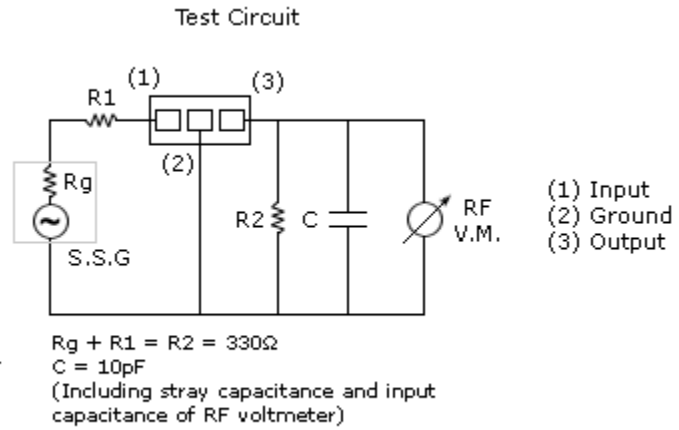 Test Circuit
(1)
(3)
R1
(2)
Rg
S.S.G
R2
C
RF
V.M.
(1) Input
(2) Ground
(3) Output
Rg + R1 = R2 = 330Ω
C = 10pF
(Including stray capacitance and input
capacitance of RF voltmeter)